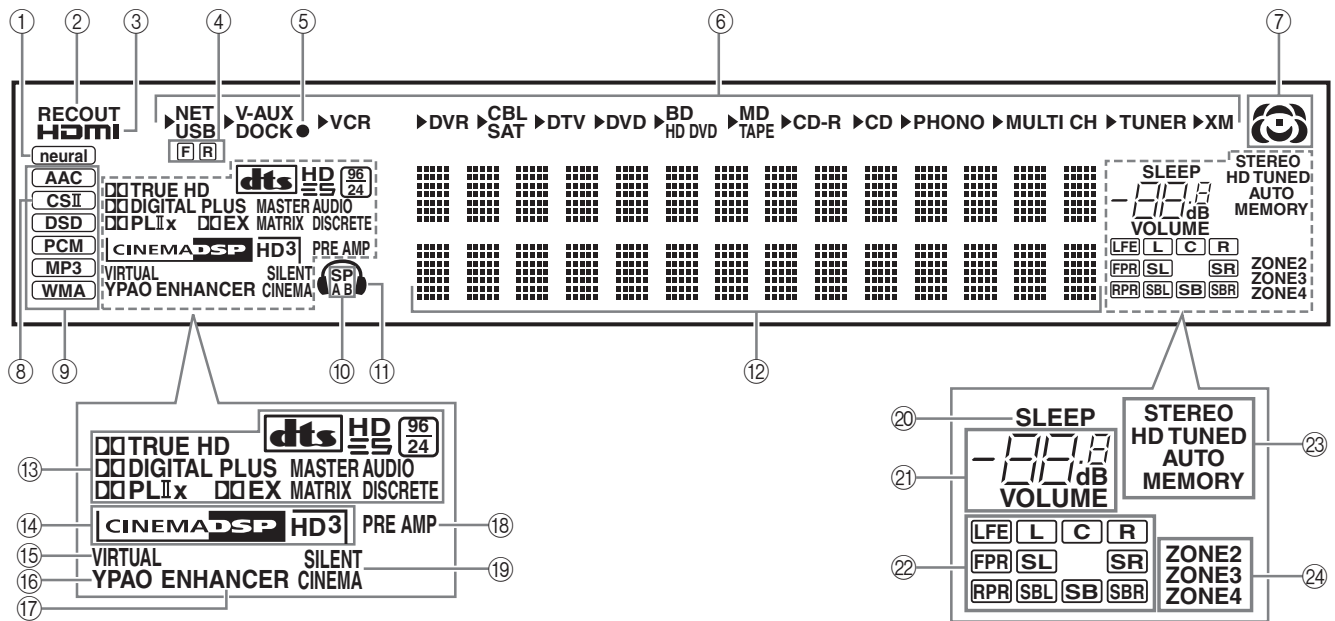 ① ② ③ ④ ⑤ ⑥ ⑦
RECOUT
HDMI
▶NET USB ▶V-AUX DOCK● ▶VCR ▶DVR ▶CBL SAT ▶DTV ▶DVD ▶BD HD DVD ▶MD TAPE ▶CD-R ▶CD ▶PHONO ▶MULTI CH ▶TUNER ▶XM
F R
neural
AAC
CSⅡ
DSD
PCM
MP3
WMA
dts HD ES 96 24
TRUE HD
DIGITAL PLUS MASTER AUDIO
PLⅡx EX MATRIX DISCRETE
CINEMA DSP HD3 PRE AMP
VIRTUAL SILENT
YPAO ENHANCER CINEMA
SP
A B
SLEEP
-88.8
dB
VOLUME
STEREO
HD TUNED
AUTO
MEMORY
LFE L C R
FPR SL SR
RPR SBL SB SBR
ZONE2
ZONE3
ZONE4
⑧ ⑨ ⑩ ⑪ ⑫
⑬
dts HD ES 96 24
TRUE HD
DIGITAL PLUS MASTER AUDIO
PLⅡx EX MATRIX DISCRETE
⑭ CINEMA DSP HD3 PRE AMP ⑱
⑮ VIRTUAL SILENT ⑲
⑯ YPAO ENHANCER CINEMA
⑰
⑳ SLEEP
㉑ -88.8
dB
VOLUME
STEREO
HD TUNED ㉓
AUTO
MEMORY
㉒
LFE L C R
FPR SL SR
RPR SBL SB SBR
ZONE2
ZONE3 ㉔
ZONE4